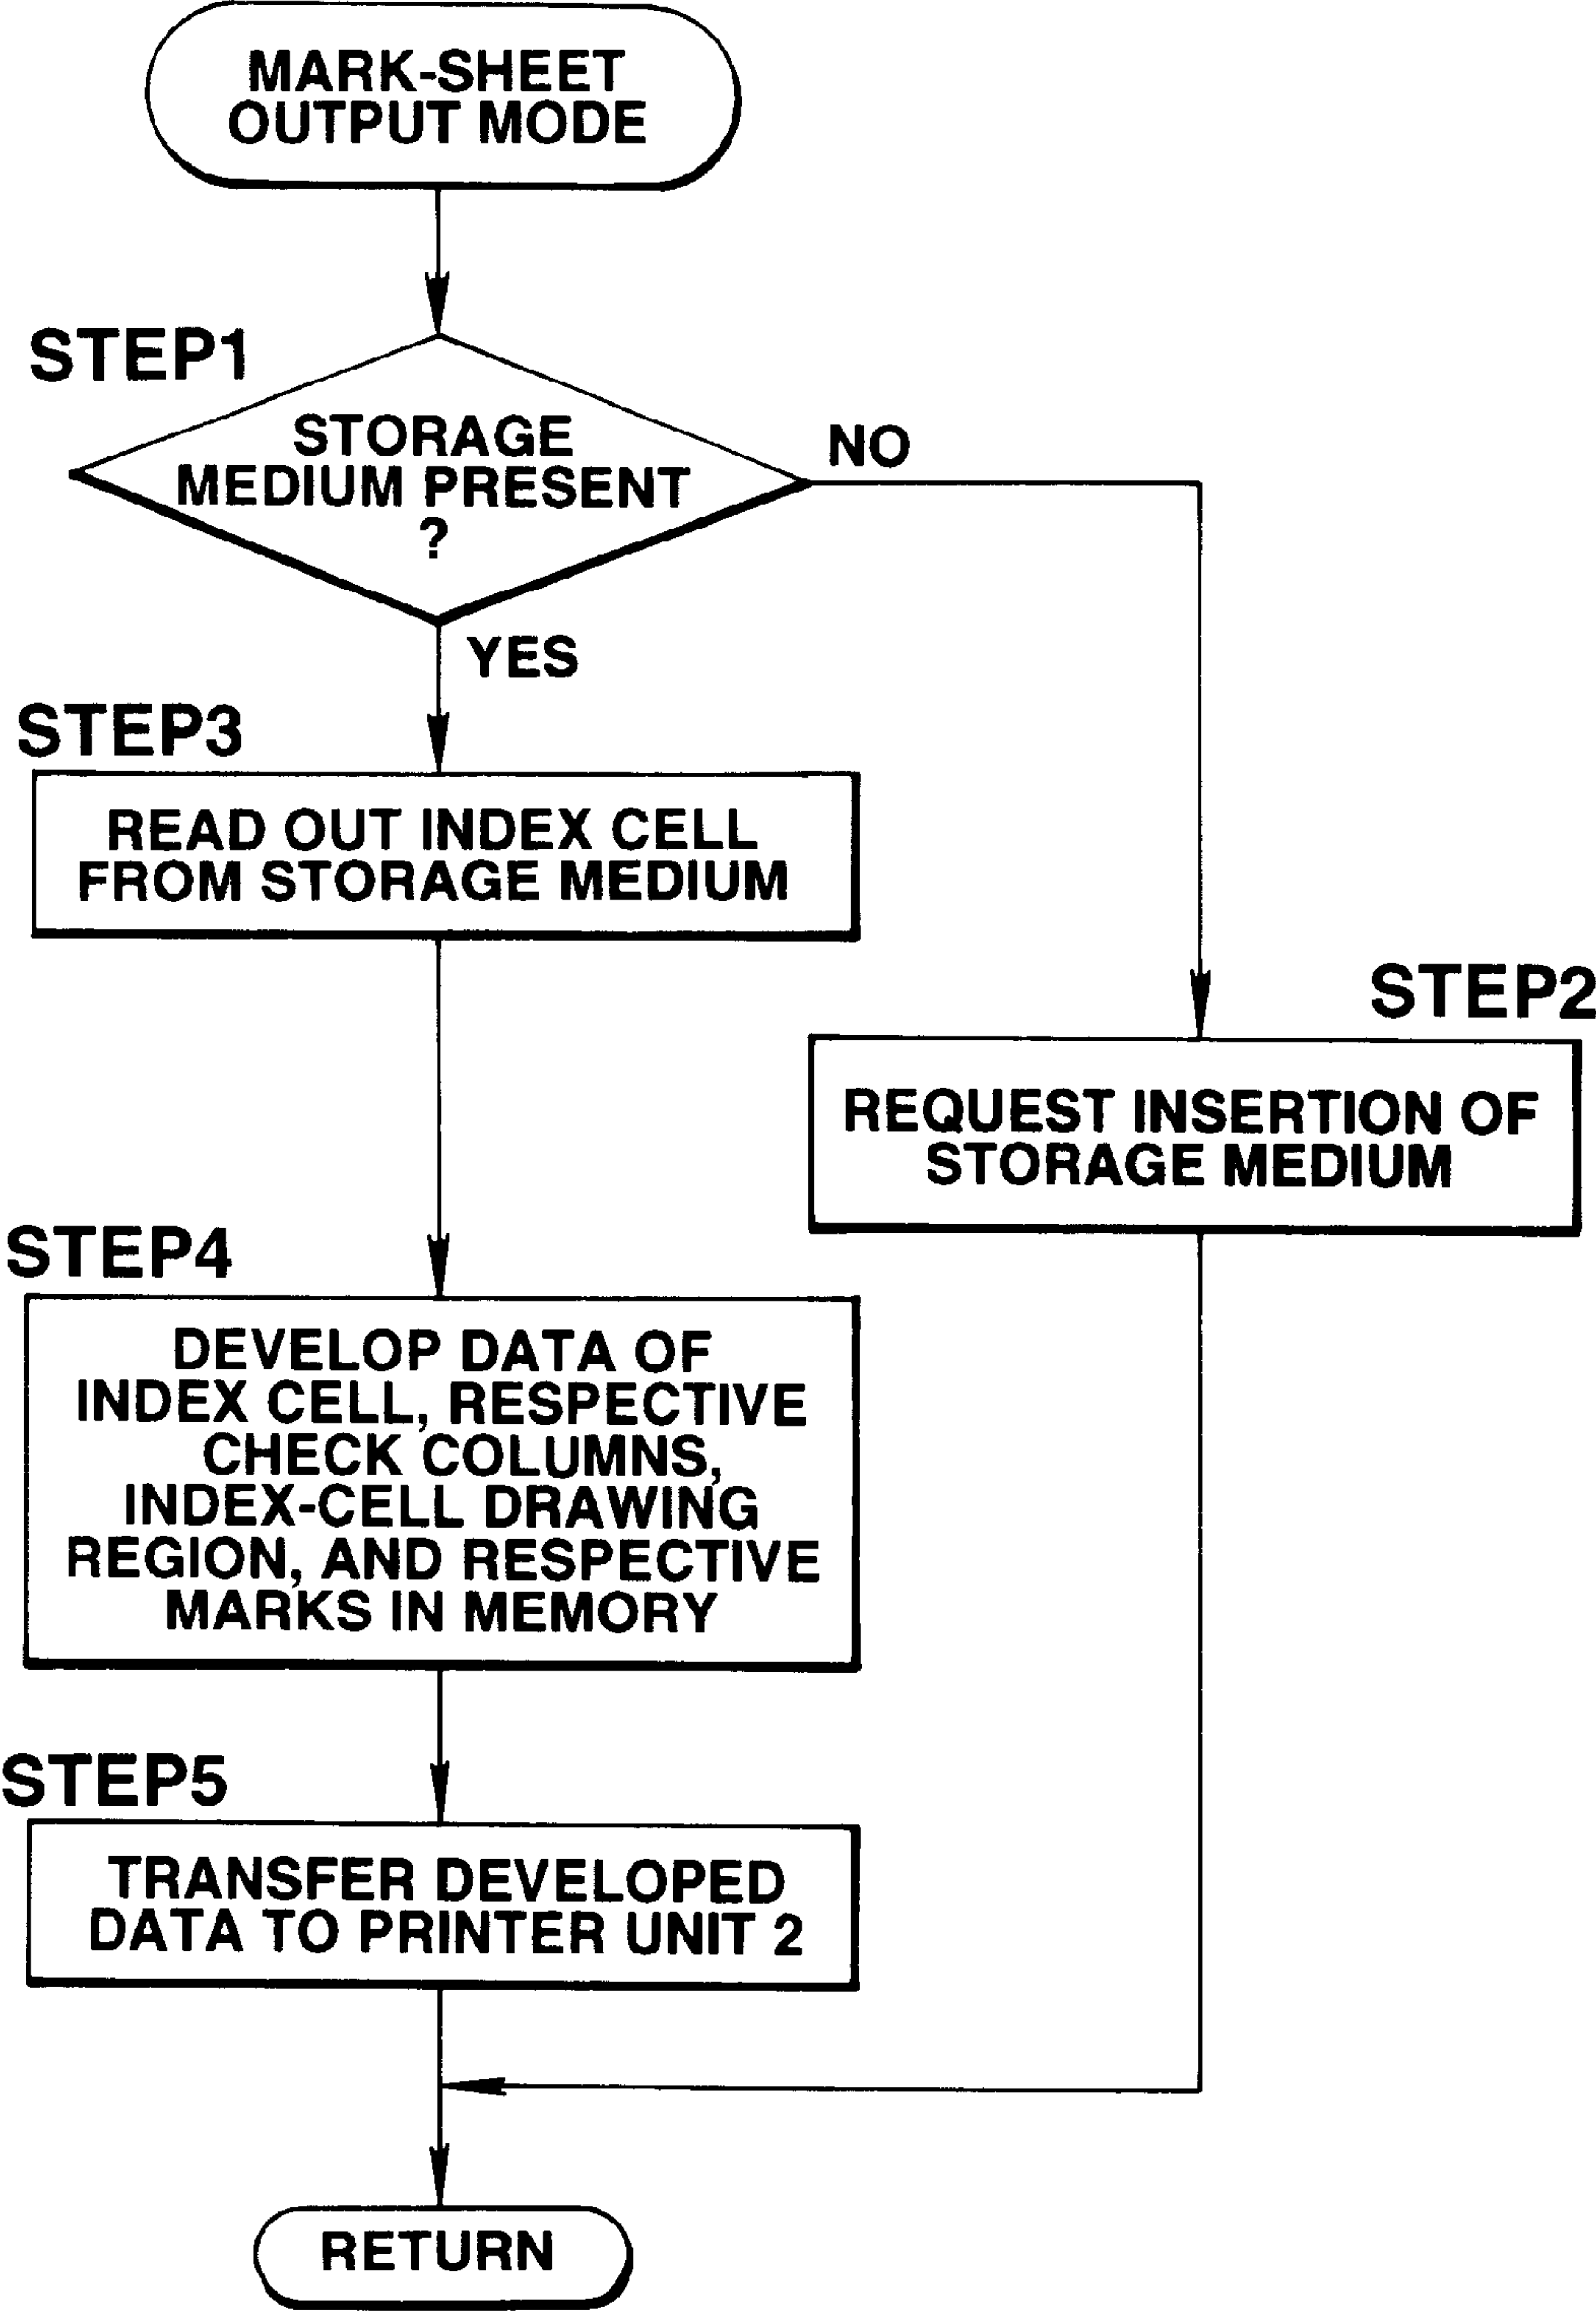 MARK-SHEET
OUTPUT MODE
STEP1
STORAGE
MEDIUM PRESENT
?
NO
YES
STEP3
READ OUT INDEX CELL
FROM STORAGE MEDIUM
STEP2
REQUEST INSERTION OF
STORAGE MEDIUM
STEP4
DEVELOP DATA OF
INDEX CELL, RESPECTIVE
CHECK COLUMNS,
INDEX-CELL DRAWING
REGION, AND RESPECTIVE
MARKS IN MEMORY
STEP5
TRANSFER DEVELOPED
DATA TO PRINTER UNIT 2
RETURN